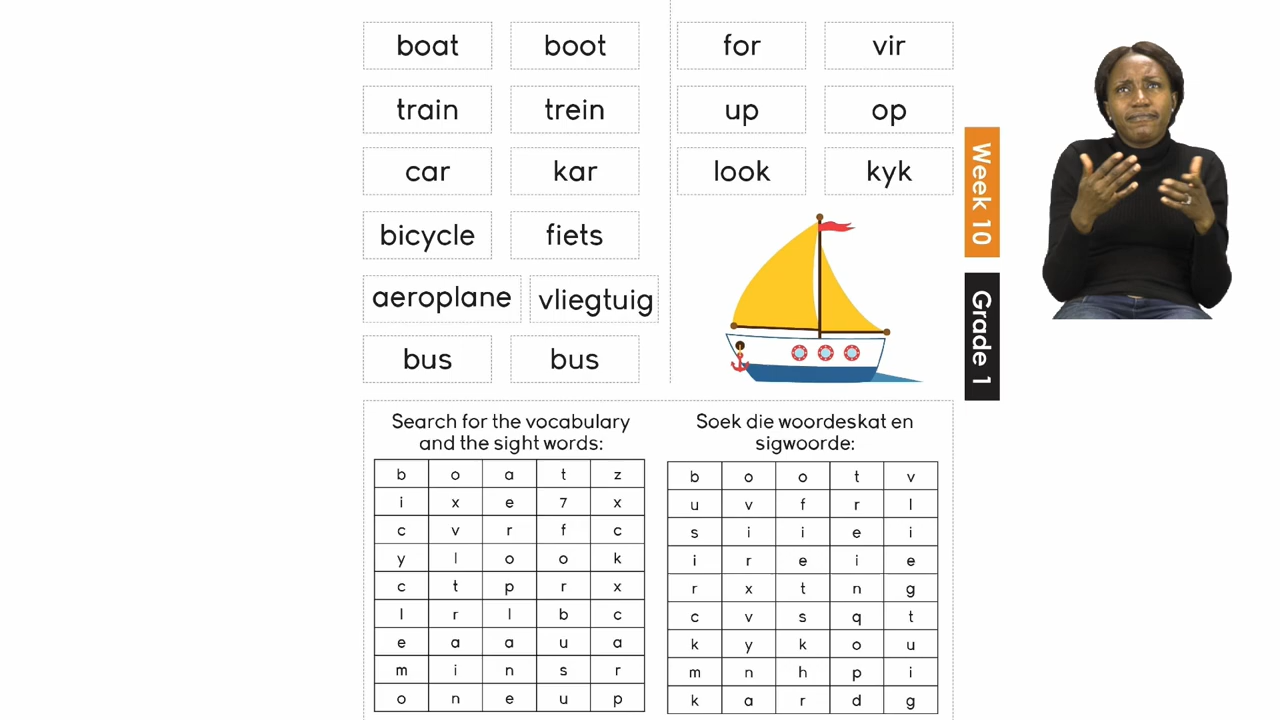 boat boot for vir
train trein up op
car kar look kyk
bicycle fiets
aeroplane vliegtuig
bus bus
Week 10
Grade 1
Search for the vocabulary
and the sight words:
b o a t z
i x e 7 x
c v r f c
y l o o k
c t p r x
l r l b c
e a a u a
m i n s r
o n e u p
Soek die woordeskat en
sigwoorde:
b o o t v
u v f r l
s i i e i
i r e i e
r x t n g
c v s q t
k y k o u
m n h p i
k a r d g